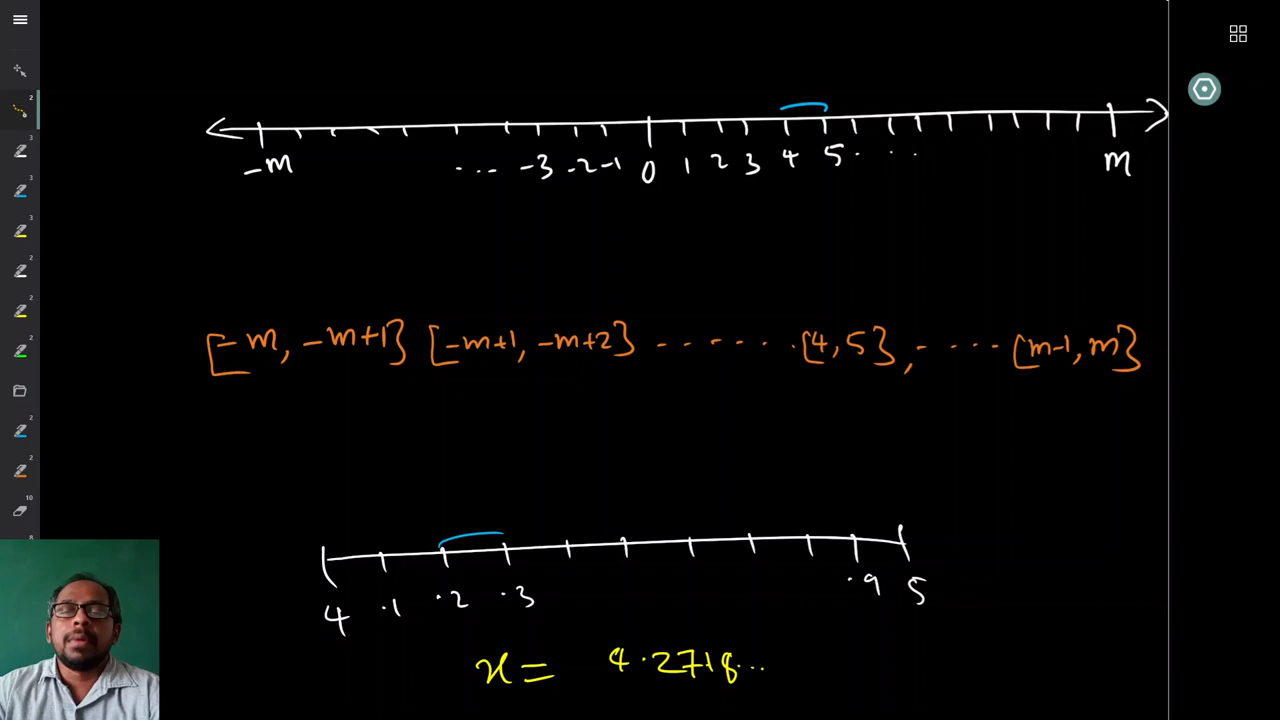 -m ... -3 -2 -1 0 1 2 3 4 5 ... m
[-m, -m+1] [-m+1, -m+2] ....... [4,5], ..... [m-1, m]
4 .1 .2 .3 .9 5
x = 4.2718...